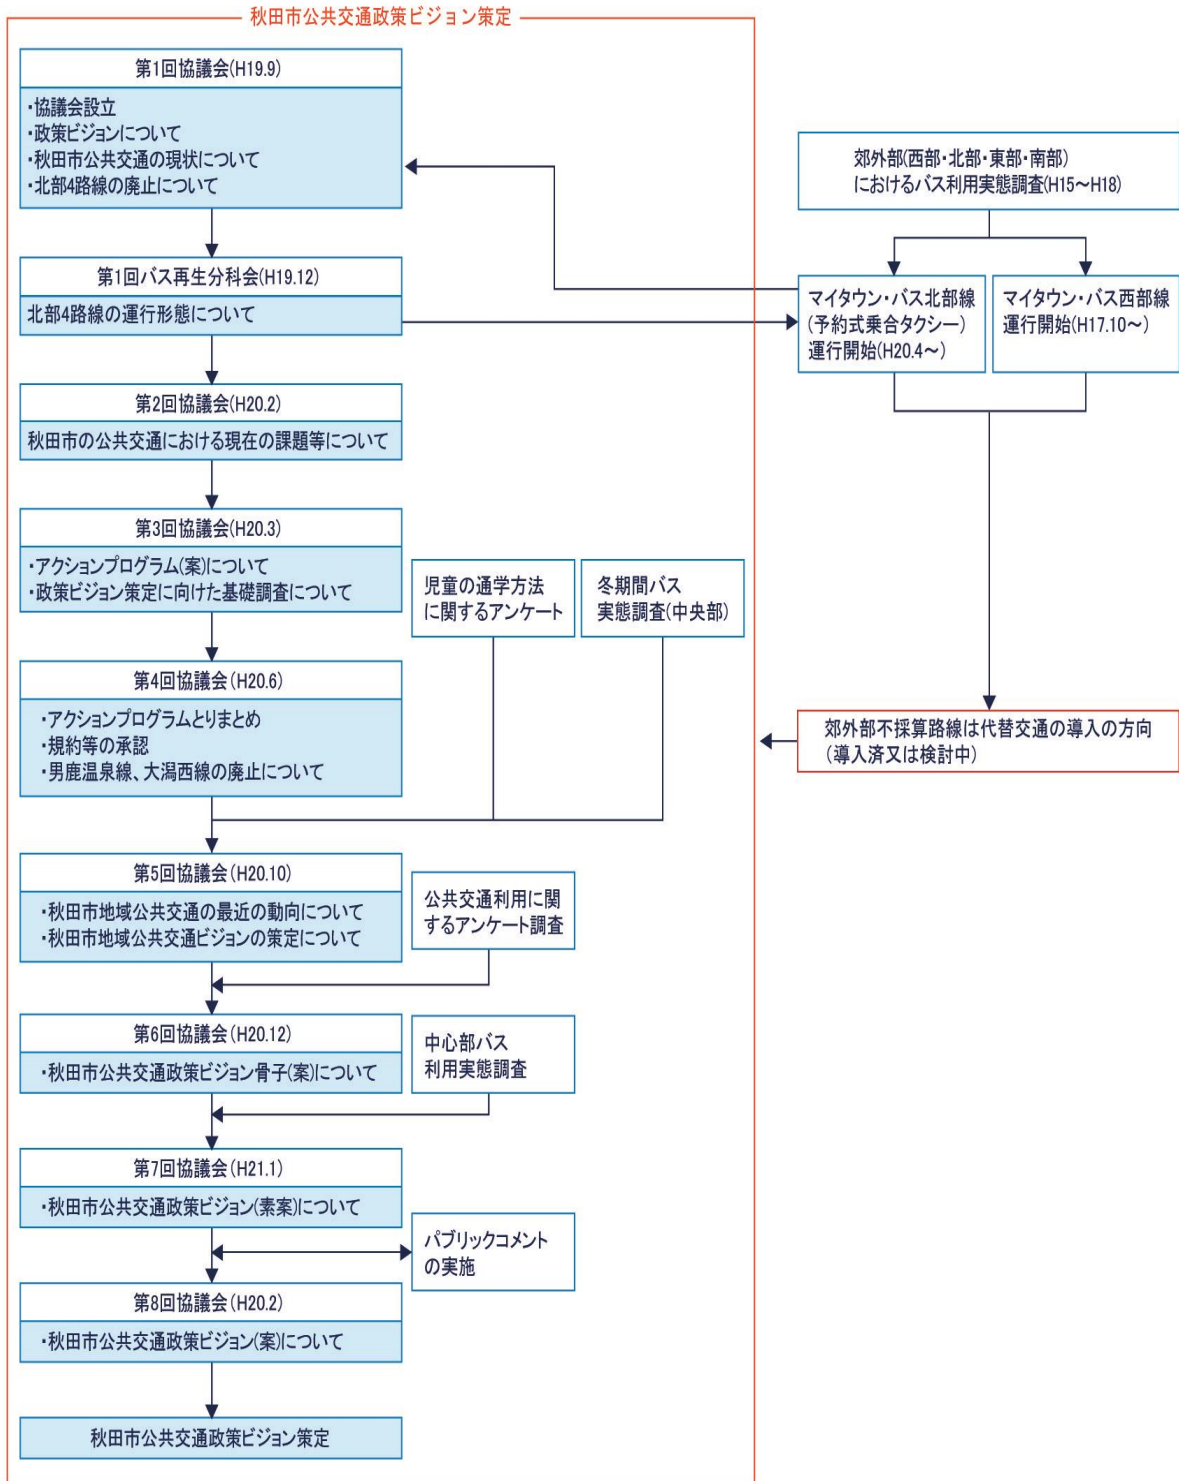 秋田市公共交通政策ビジョン策定
第1回協議会(H19.9)
・協議会設立
・政策ビジョンについて
・秋田市公共交通の現状について
・北部4路線の廃止について
郊外部(西部・北部・東部・南部)
におけるバス利用実態調査(H15～H18)
第1回バス再生分科会(H19.12)
北部4路線の運行形態について
マイタウン・バス北部線
(予約式乗合タクシー)
運行開始(H20.4～)
マイタウン・バス西部線
運行開始(H17.10～)
第2回協議会(H20.2)
秋田市の公共交通における現在の課題等について
第3回協議会(H20.3)
・アクションプログラム(案)について
・政策ビジョン策定に向けた基礎調査について
児童の通学方法
に関するアンケート
冬期間バス
実態調査(中央部)
第4回協議会(H20.6)
・アクションプログラムとりまとめ
・規約等の承認
・男鹿温泉線、大潟西線の廃止について
郊外部不採算路線は代替交通の導入の方向
(導入済又は検討中)
第5回協議会(H20.10)
・秋田市地域公共交通の最近の動向について
・秋田市地域公共交通ビジョンの策定について
公共交通利用に関
するアンケート調査
第6回協議会(H20.12)
・秋田市公共交通政策ビジョン骨子(案)について
中心部バス
利用実態調査
第7回協議会(H21.1)
・秋田市公共交通政策ビジョン(素案)について
パブリックコメント
の実施
第8回協議会(H20.2)
・秋田市公共交通政策ビジョン(案)について
秋田市公共交通政策ビジョン策定